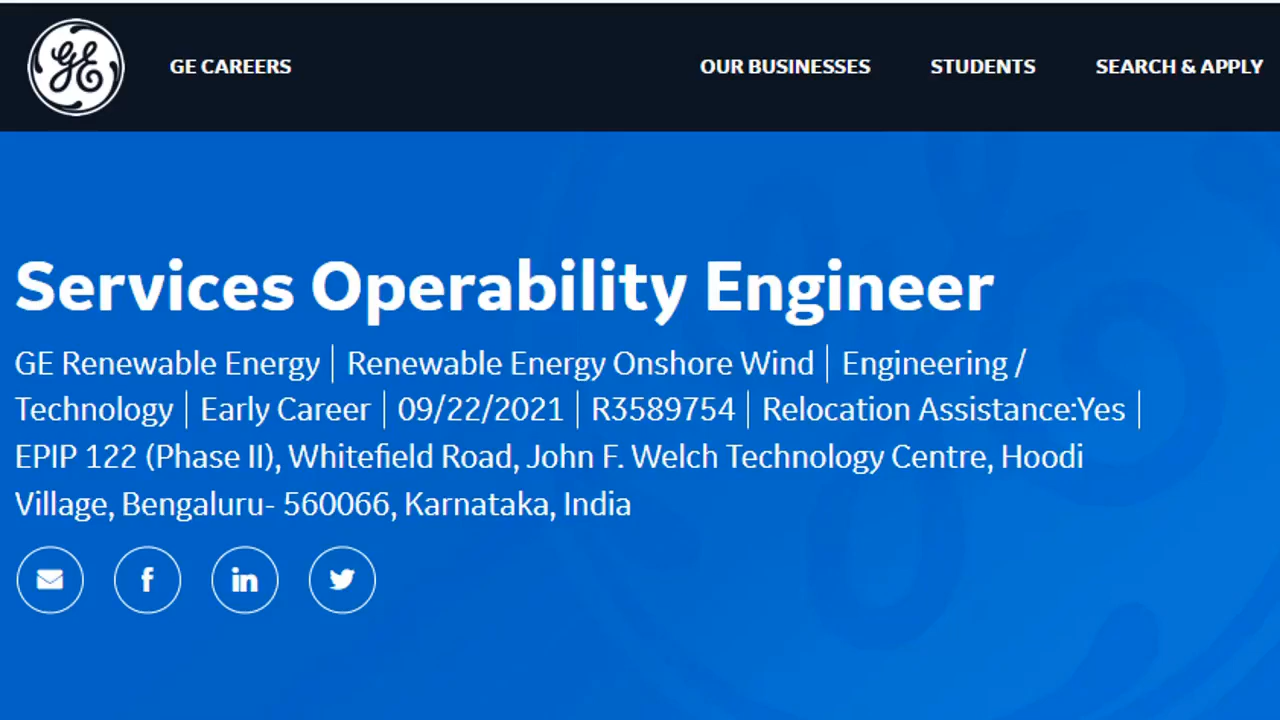 GE
GE CAREERS
OUR BUSINESSES
STUDENTS
SEARCH & APPLY
Services Operability Engineer
GE Renewable Energy | Renewable Energy Onshore Wind | Engineering /
Technology | Early Career | 09/22/2021 | R3589754 | Relocation Assistance:Yes |
EPIP 122 (Phase II), Whitefield Road, John F. Welch Technology Centre, Hoodi
Village, Bengaluru- 560066, Karnataka, India